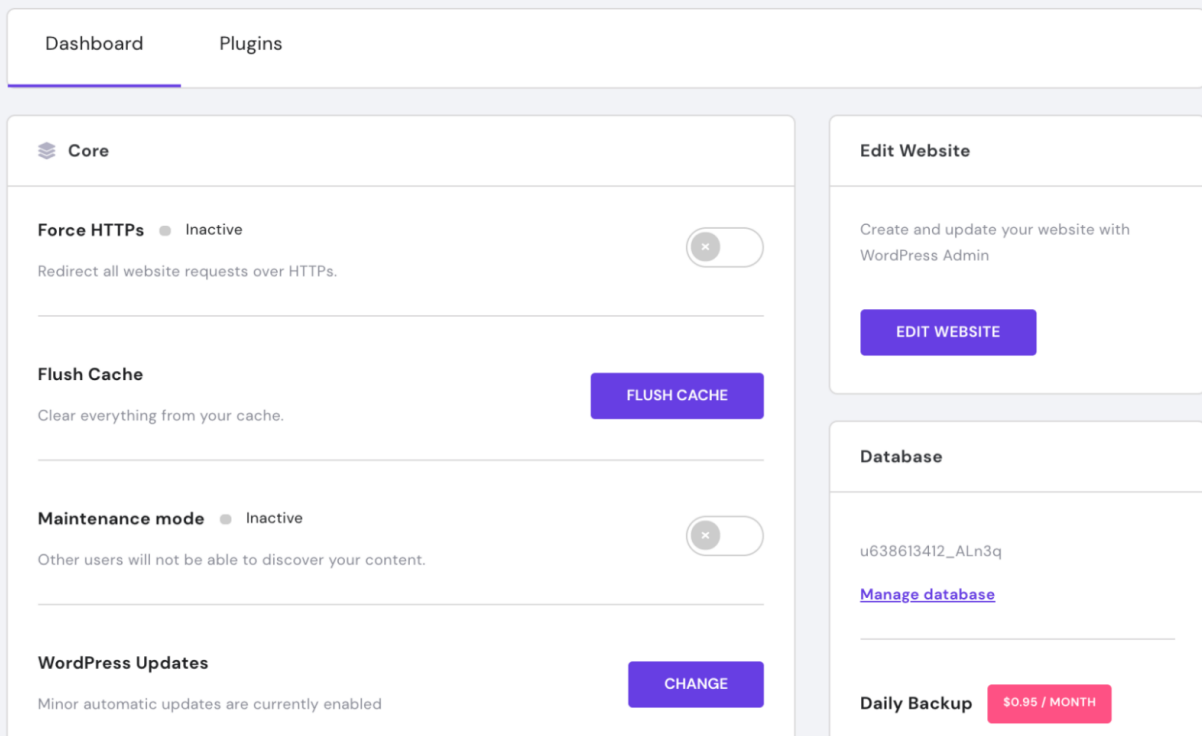 Dashboard
Plugins
Core
Force HTTPs
Inactive
Redirect all website requests over HTTPs.
Flush Cache
Clear everything from your cache.
FLUSH CACHE
Maintenance mode
Inactive
Other users will not be able to discover your content.
WordPress Updates
Minor automatic updates are currently enabled
CHANGE
Edit Website
Create and update your website with
WordPress Admin
EDIT WEBSITE
Database
u638613412_ALn3q
Manage database
Daily Backup
$0.95 / MONTH